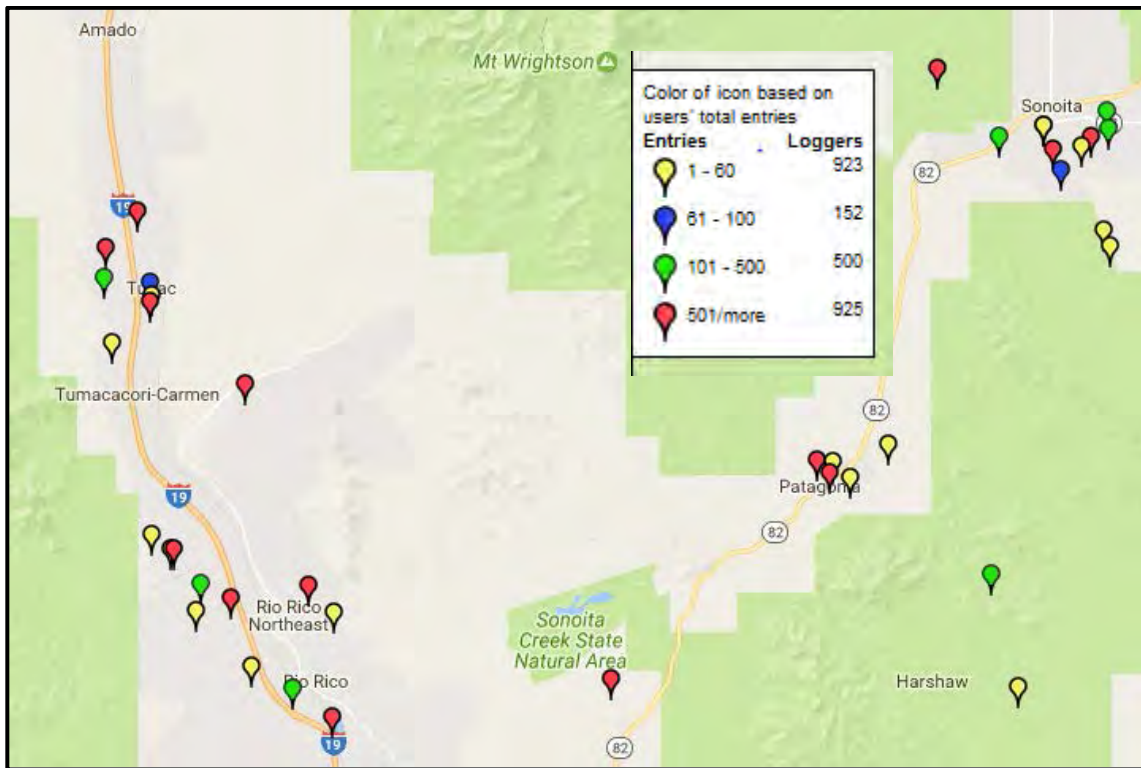 Amado
Mt Wrightson
Color of icon based on
users' total entries
Entries Loggers
1 - 60 923
61 - 100 152
101 - 500 500
501/more 925
Sonoita
82
19
Tumacacori-Carmen
82
19
Patagonia
82
Rio Rico
Northeast
Sonoita
Creek State
Natural Area
Rio Rico
Harshaw
19
82